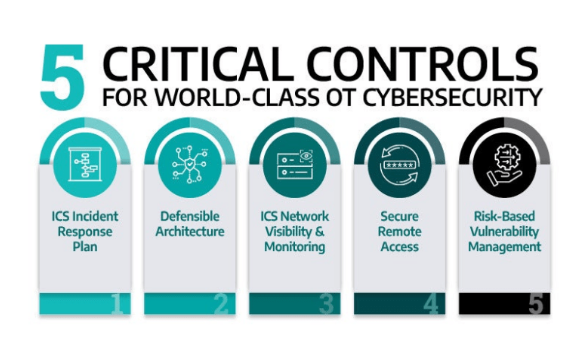 5 CRITICAL CONTROLS
FOR WORLD-CLASS OT CYBERSECURITY
ICS Incident
Response
Plan
1
Defensible
Architecture
2
ICS Network
Visibility &
Monitoring
3
*****
Secure
Remote
Access
4
Risk-Based
Vulnerability
Management
5